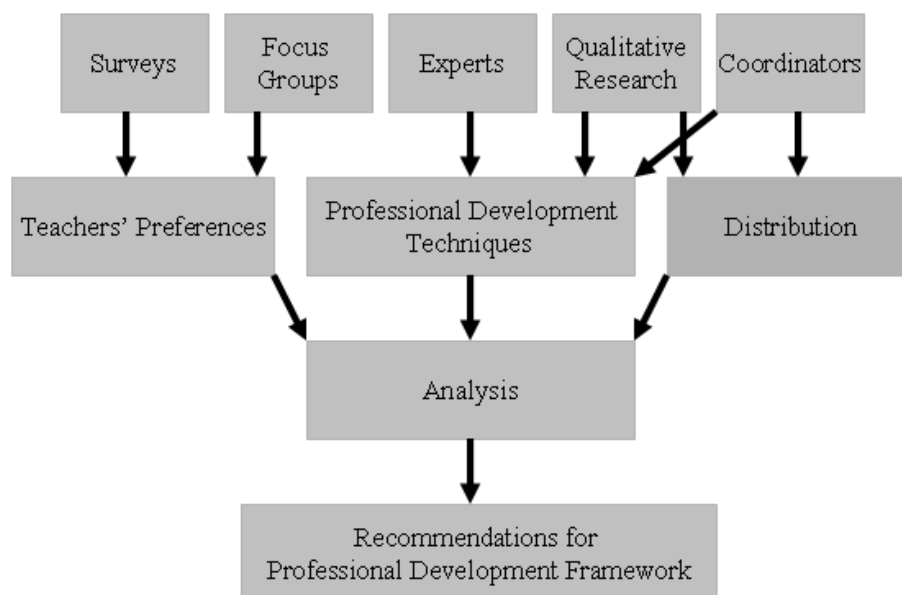 Surveys
Focus
Groups
Experts
Qualitative
Research
Coordinators
Teachers' Preferences
Professional Development
Techniques
Distribution
Analysis
Recommendations for
Professional Development Framework